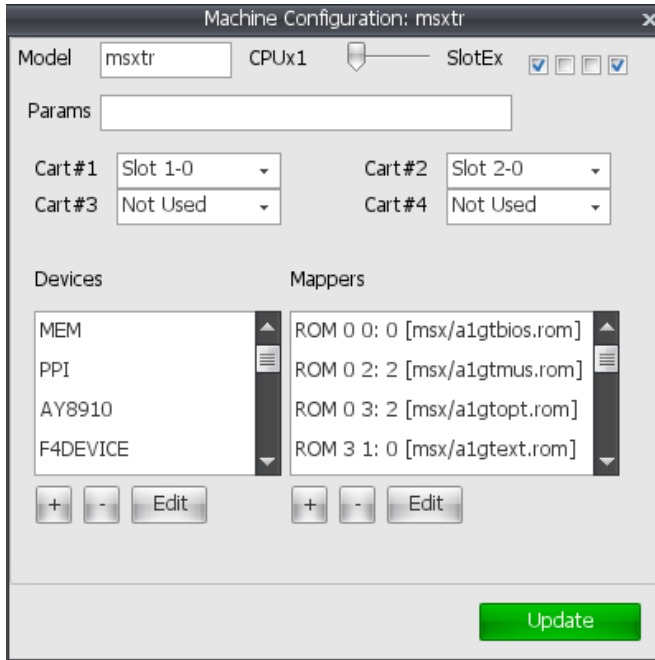 Machine Configuration: msxtr x
Model msxtr CPUx1 SlotEx
Params
Cart#1 Slot 1-0 Cart#2 Slot 2-0
Cart#3 Not Used Cart#4 Not Used
Devices Mappers
MEM ROM 0 0: 0 [msx/a1gtbios.rom]
PPI ROM 0 2: 2 [msx/a1gtmus.rom]
AY8910 ROM 0 3: 2 [msx/a1gtopt.rom]
F4DEVICE ROM 3 1: 0 [msx/a1gtext.rom]
+ - Edit + - Edit
Update